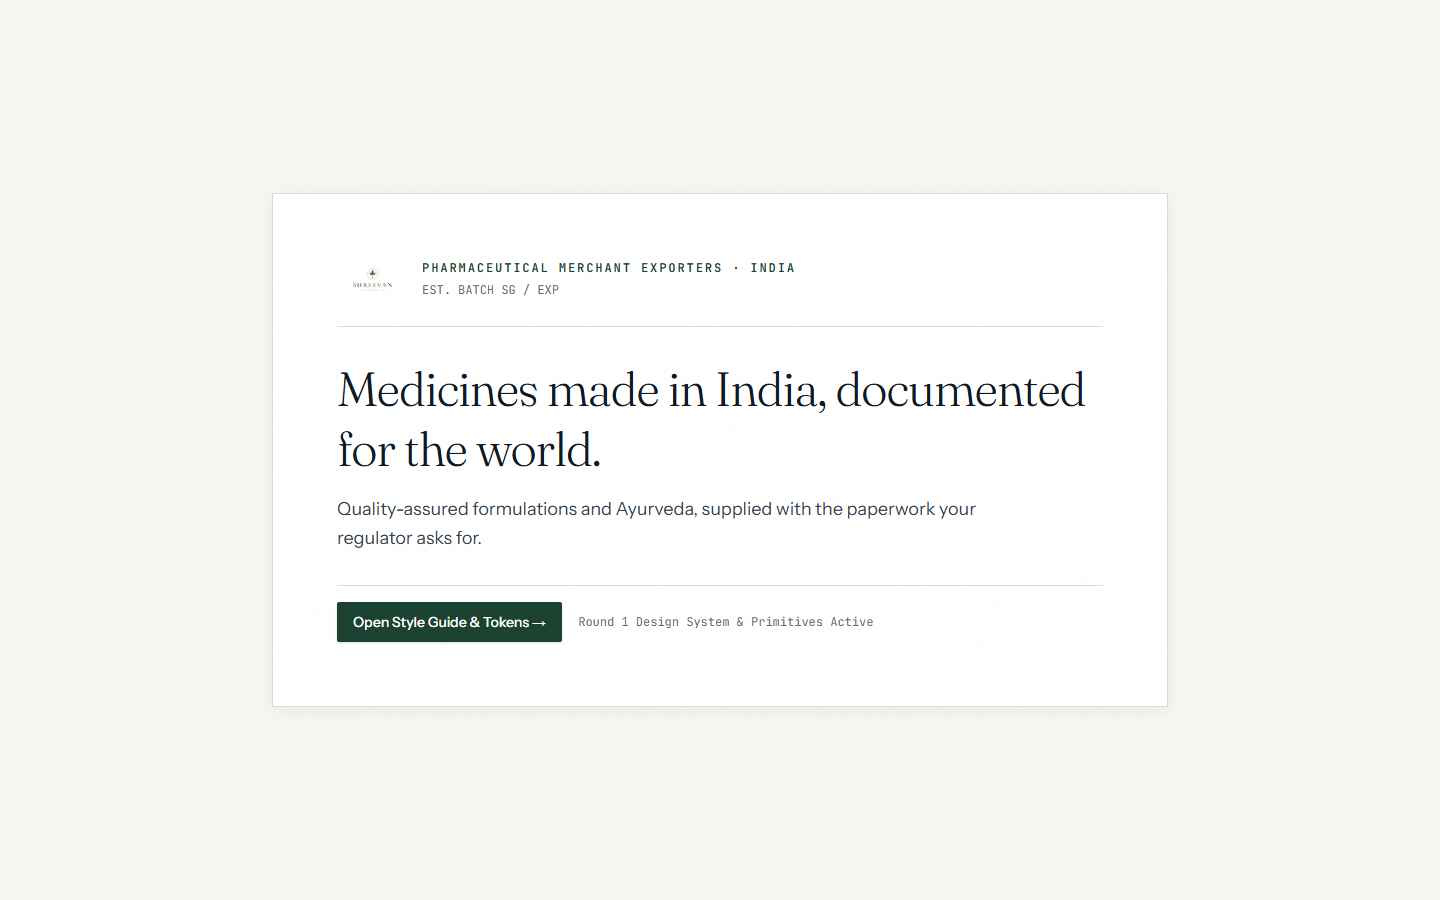 SHREEVAN
PHARMACEUTICAL MERCHANT EXPORTERS · INDIA
EST. BATCH SG / EXP
Medicines made in India, documented
for the world.
Quality-assured formulations and Ayurveda, supplied with the paperwork your
regulator asks for.
Open Style Guide & Tokens →
Round 1 Design System & Primitives Active